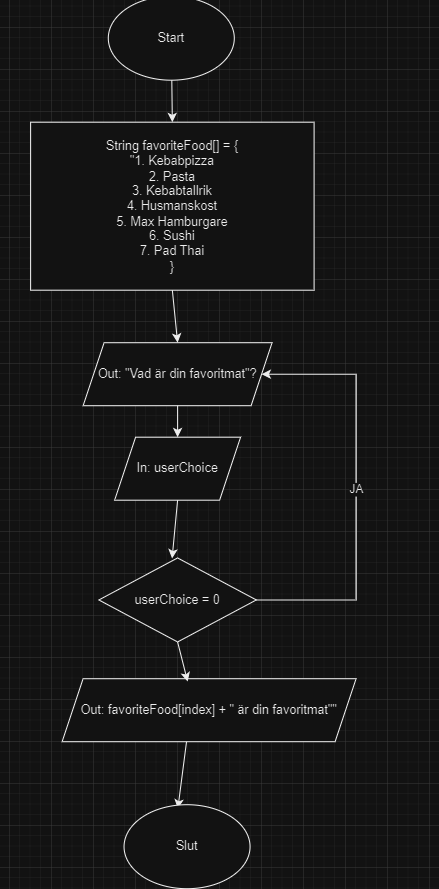 Start
String favoriteFood[] = {
"1. Kebabpizza
2. Pasta
3. Kebabtallrik
4. Husmanskost
5. Max Hamburgare
6. Sushi
7. Pad Thai
}
Out: "Vad är din favoritmat"?
In: userChoice
JA
userChoice = 0
Out: favoriteFood[index] + " är din favoritmat""
Slut